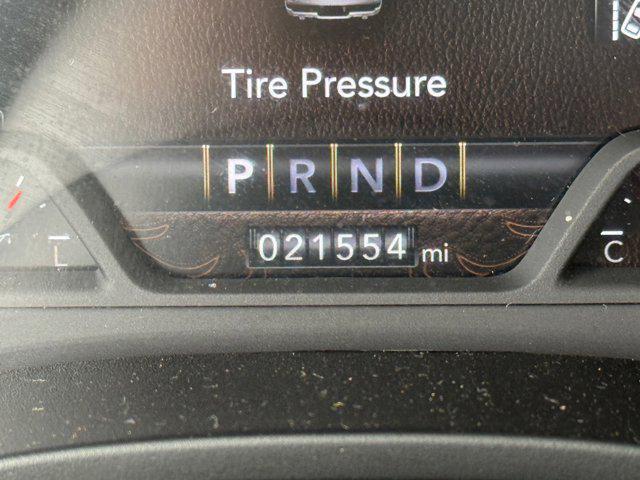 Tire Pressure
P R N D
L 021554 mi C